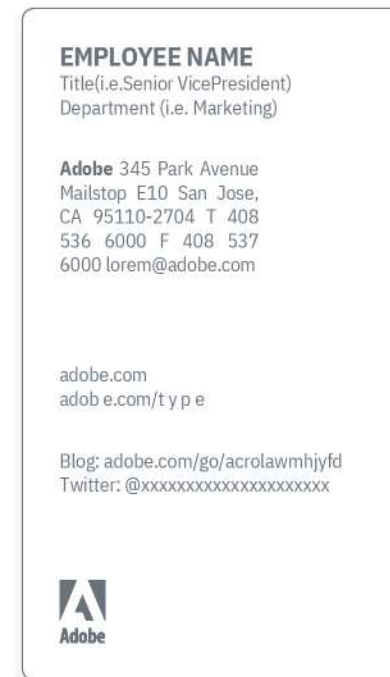 EMPLOYEE NAME
Title(i.e.Senior VicePresident)
Department (i.e. Marketing)
Adobe 345 Park Avenue
Mailstop E10 San Jose,
CA 95110-2704 T 408
536 6000 F 408 537
6000 lorem@adobe.com
adobe.com
adob e.com/t y p e
Blog: adobe.com/go/acrolawmhjyfd
Twitter: @xxxxxxxxxxxxxxxxxxxxx
Adobe